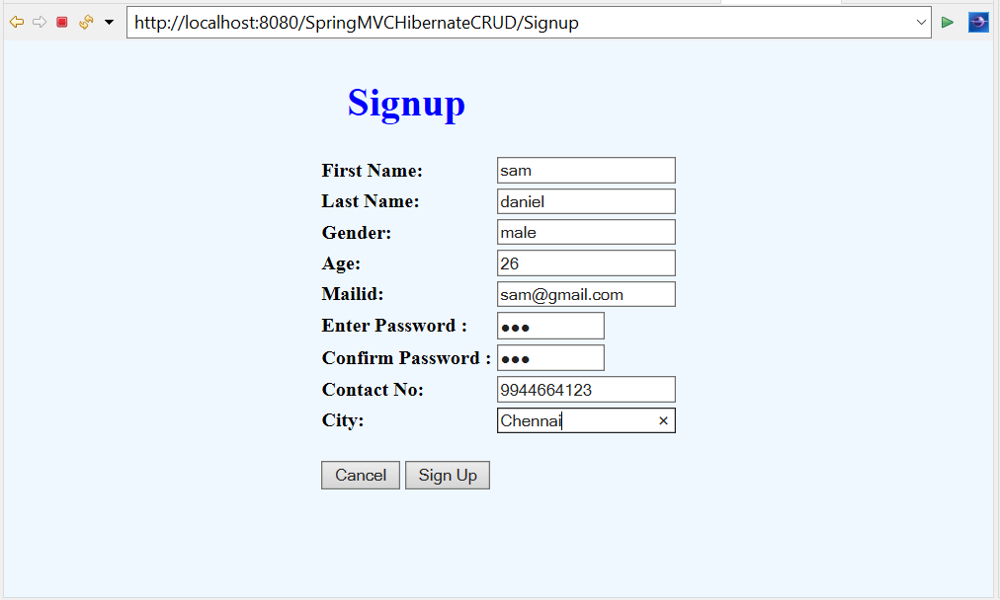 http://localhost:8080/SpringMVCHibernateCRUD/Signup
Signup
First Name: sam
Last Name: daniel
Gender: male
Age: 26
Mailid: sam@gmail.com
Enter Password : ●●●
Confirm Password : ●●●
Contact No: 9944664123
City: Chennai ×
Cancel Sign Up